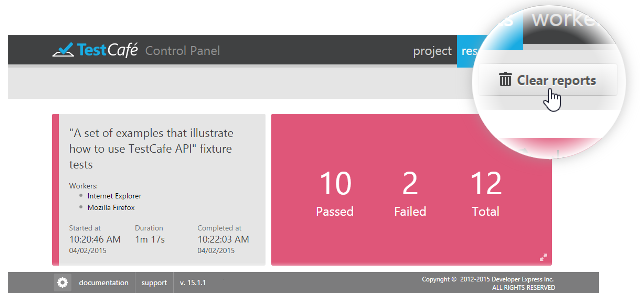 TestCafé Control Panel
project
worke
Clear reports
"A set of examples that illustrate
how to use TestCafe API" fixture
tests
Workers:
Internet Explorer
Mozilla Firefox
Started at
10:20:46 AM
04/02/2015
Duration
1m 17s
Completed at
10:22:03 AM
04/02/2015
10
Passed
2
Failed
12
Total
documentation
support
v. 15.1.1
Copyright © 2012-2015 Developer Express Inc.
ALL RIGHTS RESERVED